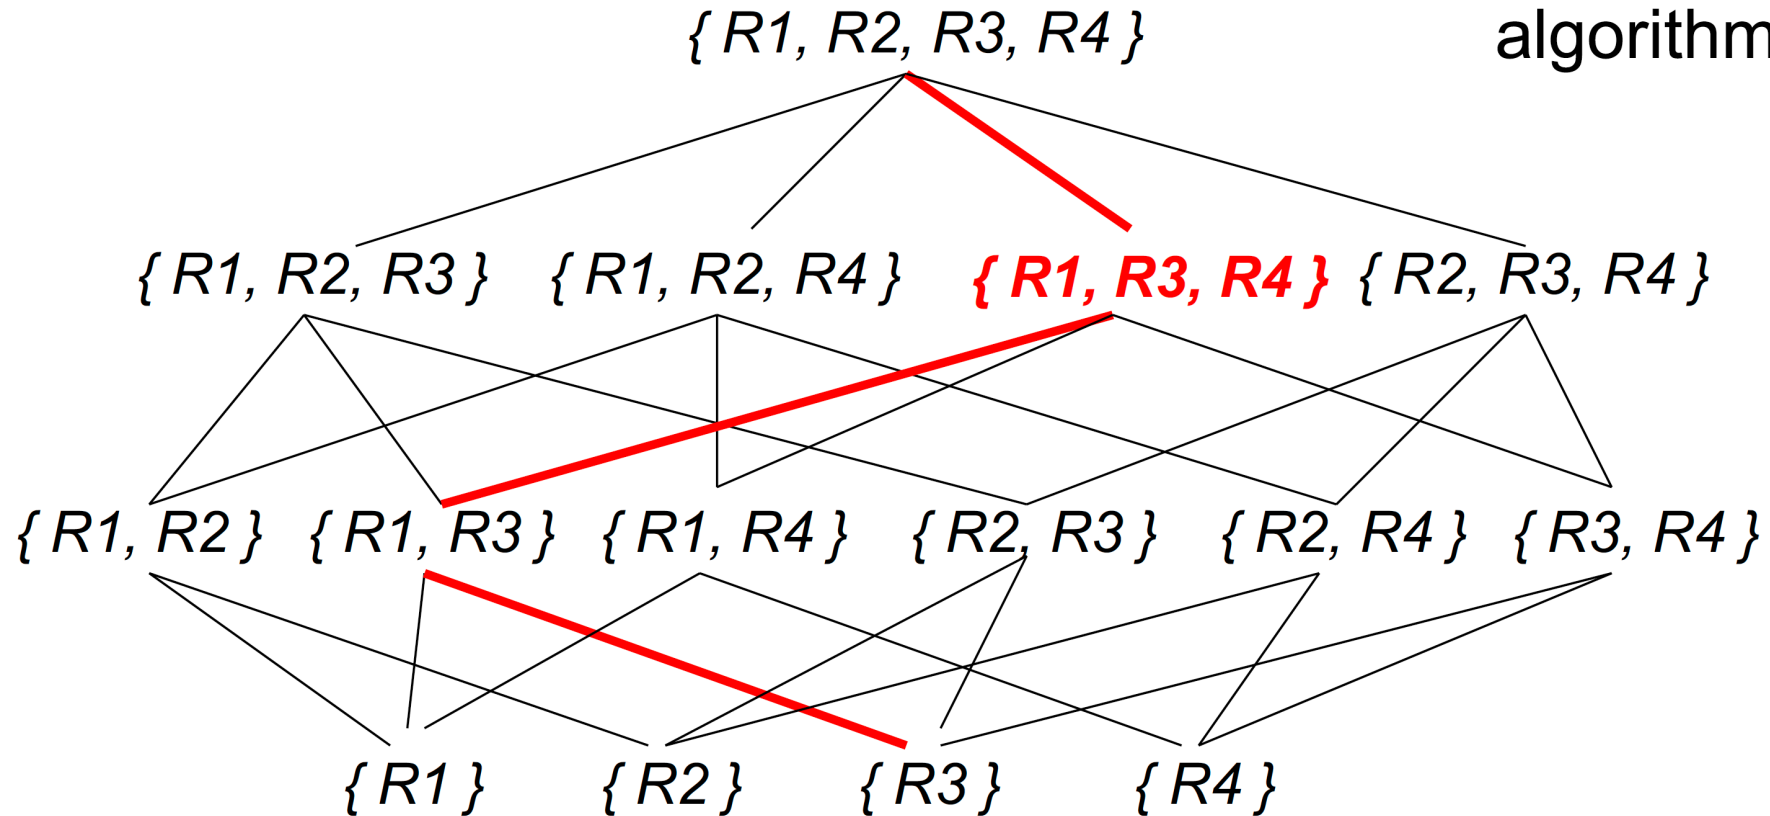 { R1, R2, R3, R4 }
algorithm
{ R1, R2, R3 } { R1, R2, R4 } { R1, R3, R4 } { R2, R3, R4 }
{ R1, R2 } { R1, R3 } { R1, R4 } { R2, R3 } { R2, R4 } { R3, R4 }
{ R1 } { R2 } { R3 } { R4 }